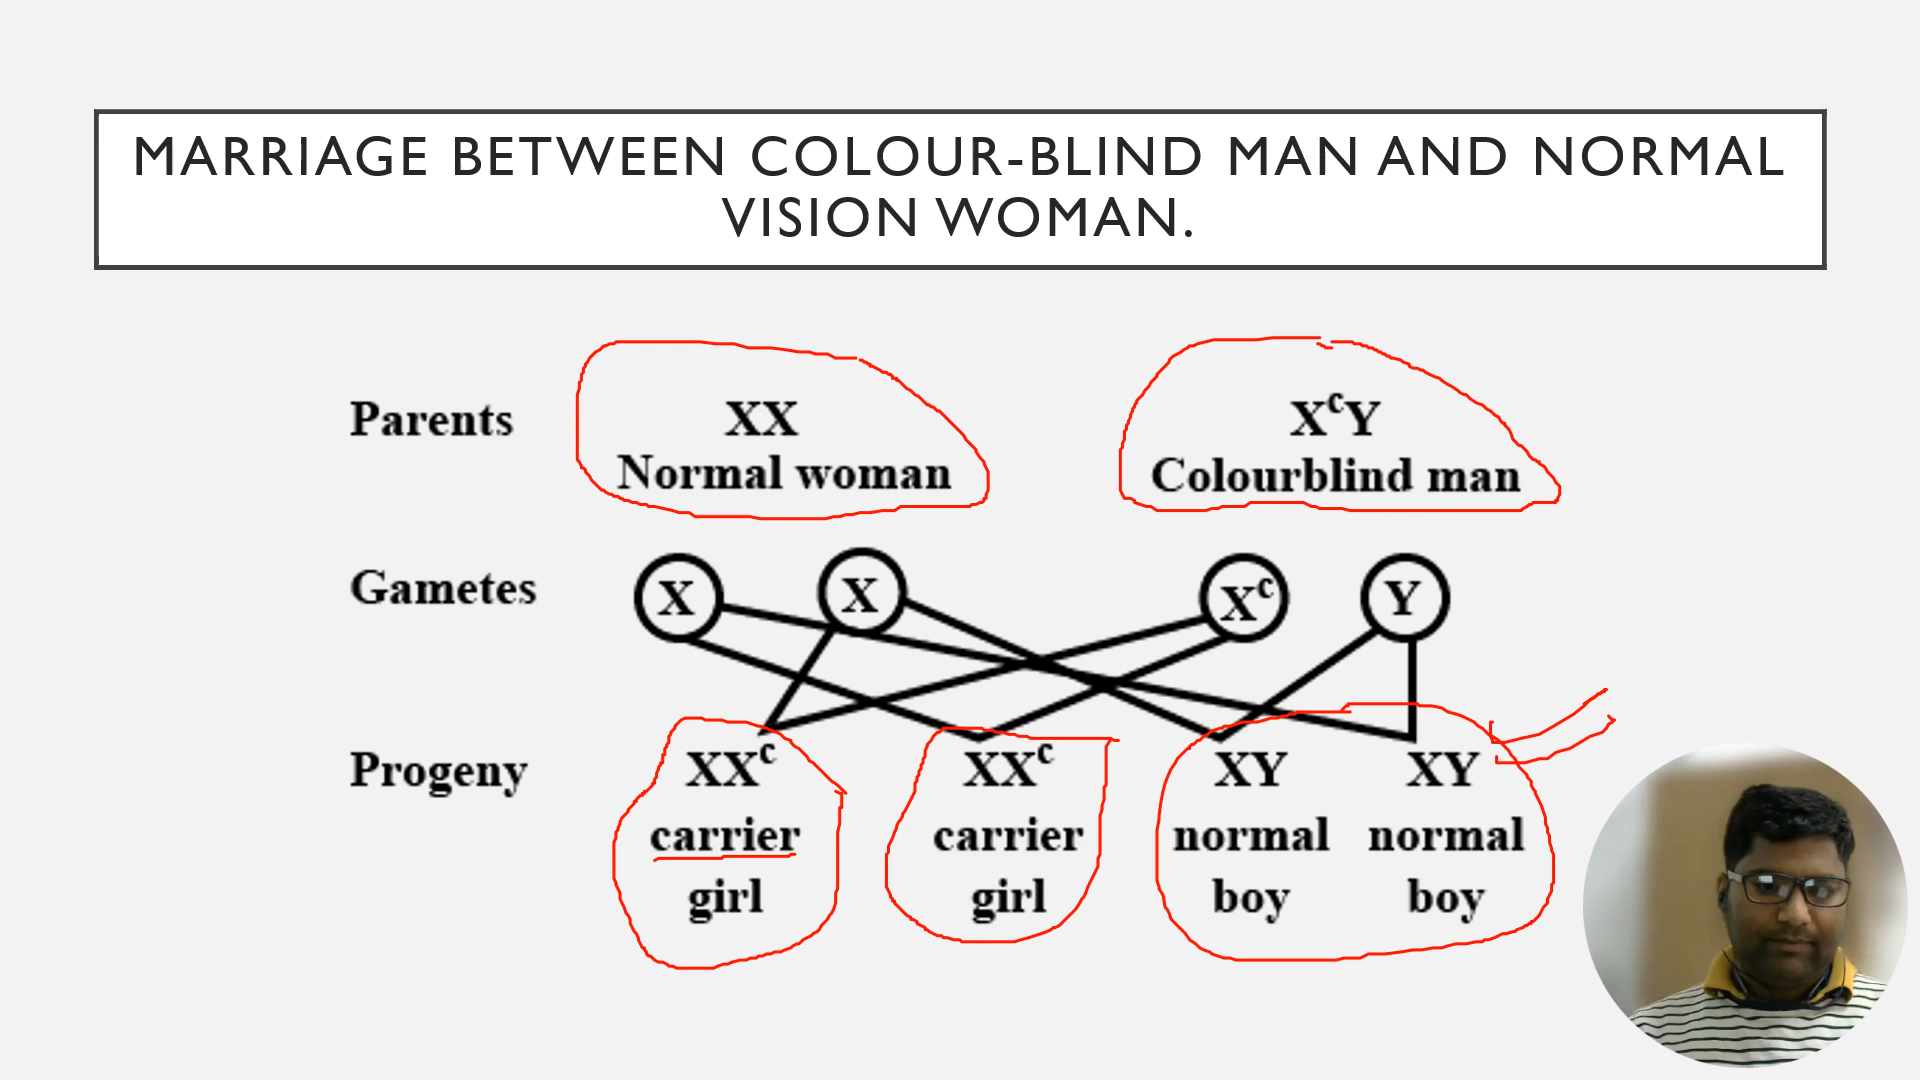 MARRIAGE BETWEEN COLOUR-BLIND MAN AND NORMAL
VISION WOMAN.
Parents XX XᶜY
Normal woman Colourblind man
Gametes X X Xᶜ Y
Progeny XXᶜ XXᶜ XY XY
carrier carrier normal normal
girl girl boy boy